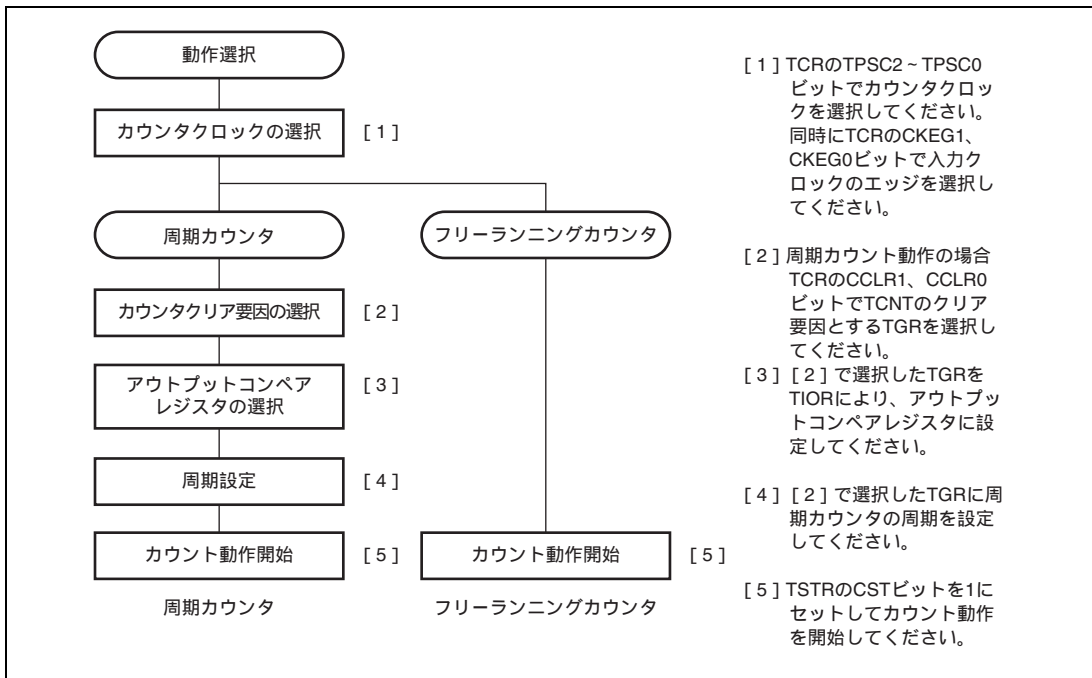 動作選択
カウンタクロックの選択 [1]
周期カウンタ
フリーランニングカウンタ
カウンタクリア要因の選択 [2]
アウトプットコンペア
レジスタの選択 [3]
周期設定 [4]
カウント動作開始 [5]
カウント動作開始 [5]
周期カウンタ
フリーランニングカウンタ
[1] TCRのTPSC2~TPSC0
ビットでカウンタクロッ
クを選択してください。
同時にTCRのCKEG1、
CKEG0ビットで入力ク
ロックのエッジを選択し
てください。
[2] 周期カウント動作の場合
TCRのCCLR1、CCLR0
ビットでTCNTのクリア
要因とするTGRを選択し
てください。
[3] [2]で選択したTGRを
TIORにより、アウトプッ
トコンペアレジスタに設
定してください。
[4] [2]で選択したTGRに周
期カウンタの周期を設定
してください。
[5] TSTRのCSTビットを1に
セットしてカウント動作
を開始してください。